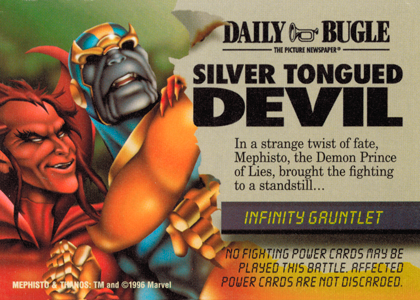 DAILY BUGLE
THE PICTURE NEWSPAPER®
SILVER TONGUED
DEVIL
In a strange twist of fate,
Mephisto, the Demon Prince
of Lies, brought the fighting
to a standstill...
INFINITY GAUNTLET
NO FIGHTING POWER CARDS MAY BE
PLAYED THIS BATTLE. AFFECTED
POWER CARDS ARE NOT DISCARDED.
MEPHISTO & THANOS: TM and ©1996 Marvel